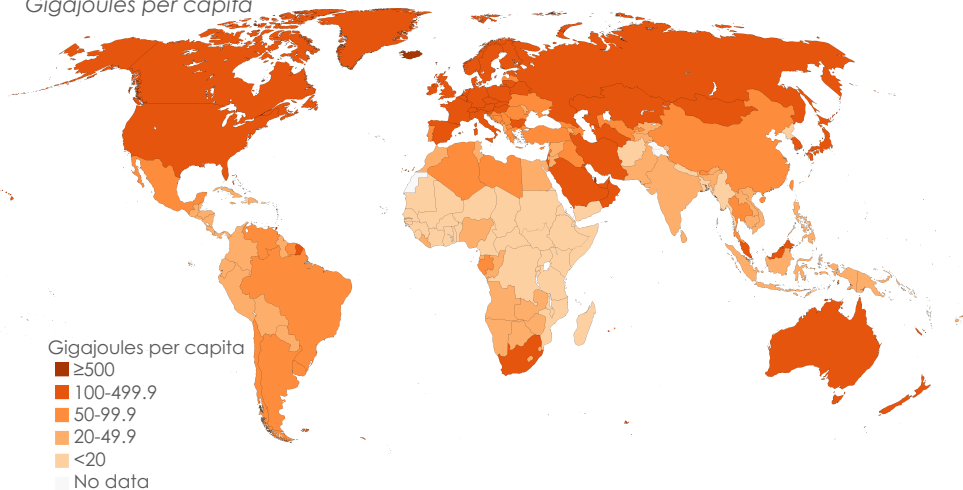 Gigajoules per capita
Gigajoules per capita
≥500
100-499.9
50-99.9
20-49.9
<20
No data